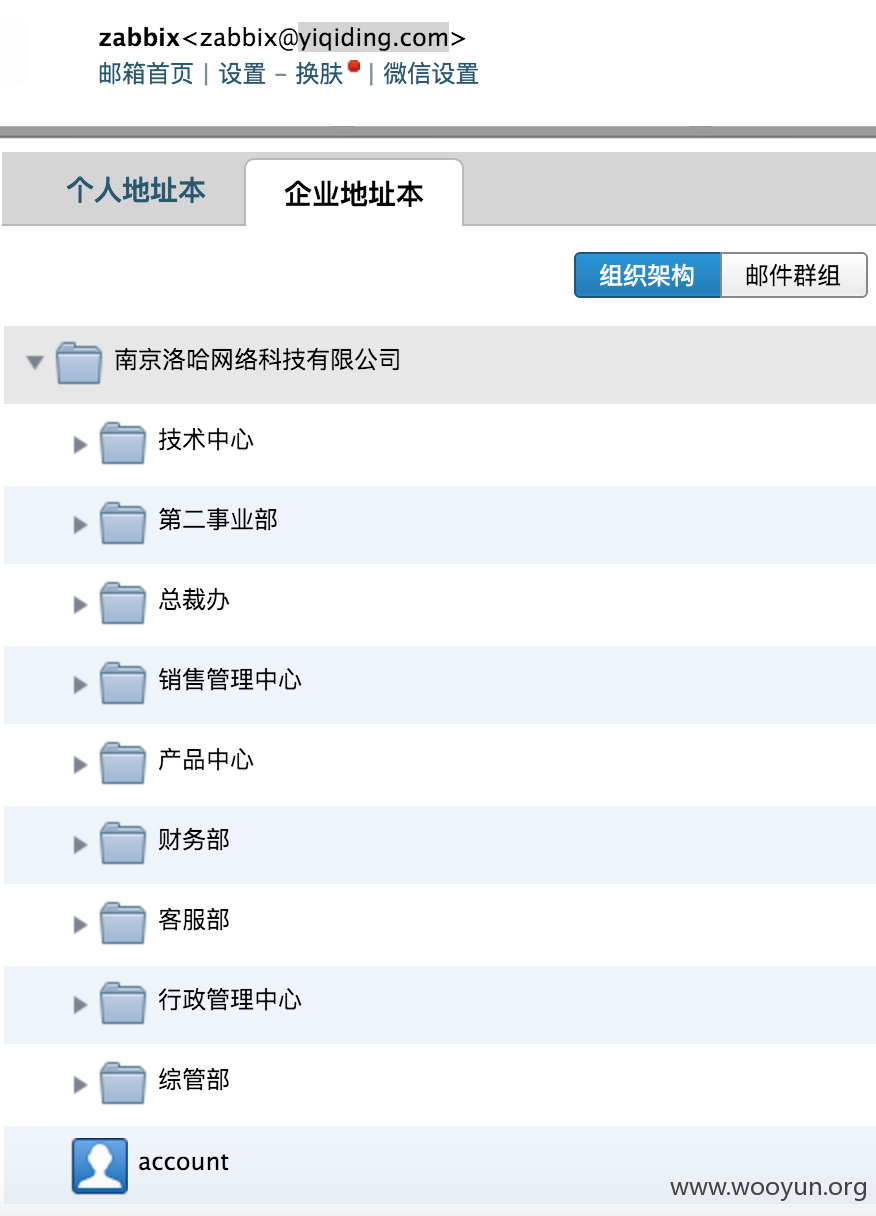 zabbix<zabbix@yiqiding.com>
邮箱首页 | 设置 – 换肤 | 微信设置
个人地址本 企业地址本
组织架构 邮件群组
南京洛哈网络科技有限公司
技术中心
第二事业部
总裁办
销售管理中心
产品中心
财务部
客服部
行政管理中心
综管部
account
www.wooyun.org